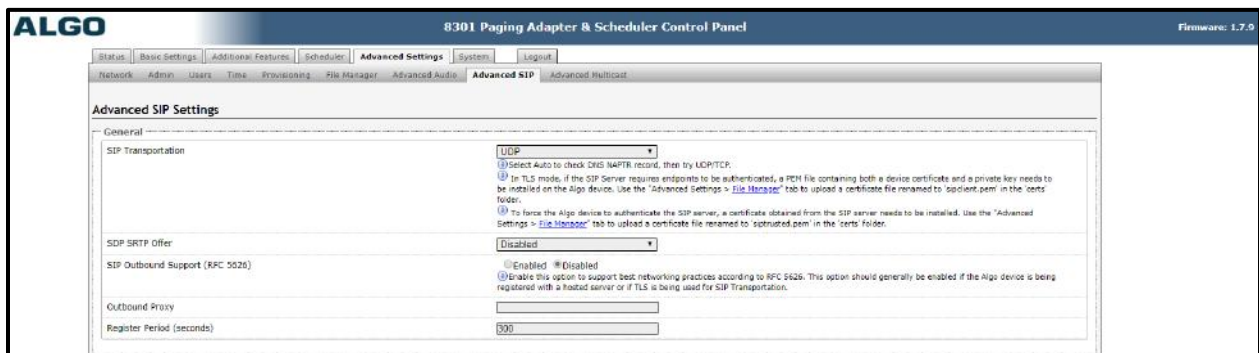 ALGO 8301 Paging Adapter & Scheduler Control Panel Firmware: 1.7.9
Status Basic Settings Additional Features Scheduler Advanced Settings System Logout
Network Admin Users Time Provisioning File Manager Advanced Audio Advanced SIP Advanced Multicast
Advanced SIP Settings
General
SIP Transportation UDP
Select Auto to check DNS NAPTR record, then try UDP/TCP.
In TLS mode, if the SIP Server requires endpoints to be authenticated, a PEM file containing both a device certificate and a private key needs to
be installed on the Algo device. Use the "Advanced Settings > File Manager" tab to upload a certificate file renamed to 'sipclient.pem' in the 'certs'
folder.
To force the Algo device to authenticate the SIP server, a certificate obtained from the SIP server needs to be installed. Use the "Advanced
Settings > File Manager" tab to upload a certificate file renamed to 'siptrusted.pem' in the 'certs' folder.
SDP SRTP Offer Disabled
SIP Outbound Support (RFC 5626) Enabled Disabled
Enable this option to support best networking practices according to RFC 5626. This option should generally be enabled if the Algo device is being
registered with a hosted server or if TLS is being used for SIP Transportation.
Outbound Proxy
Register Period (seconds) 300